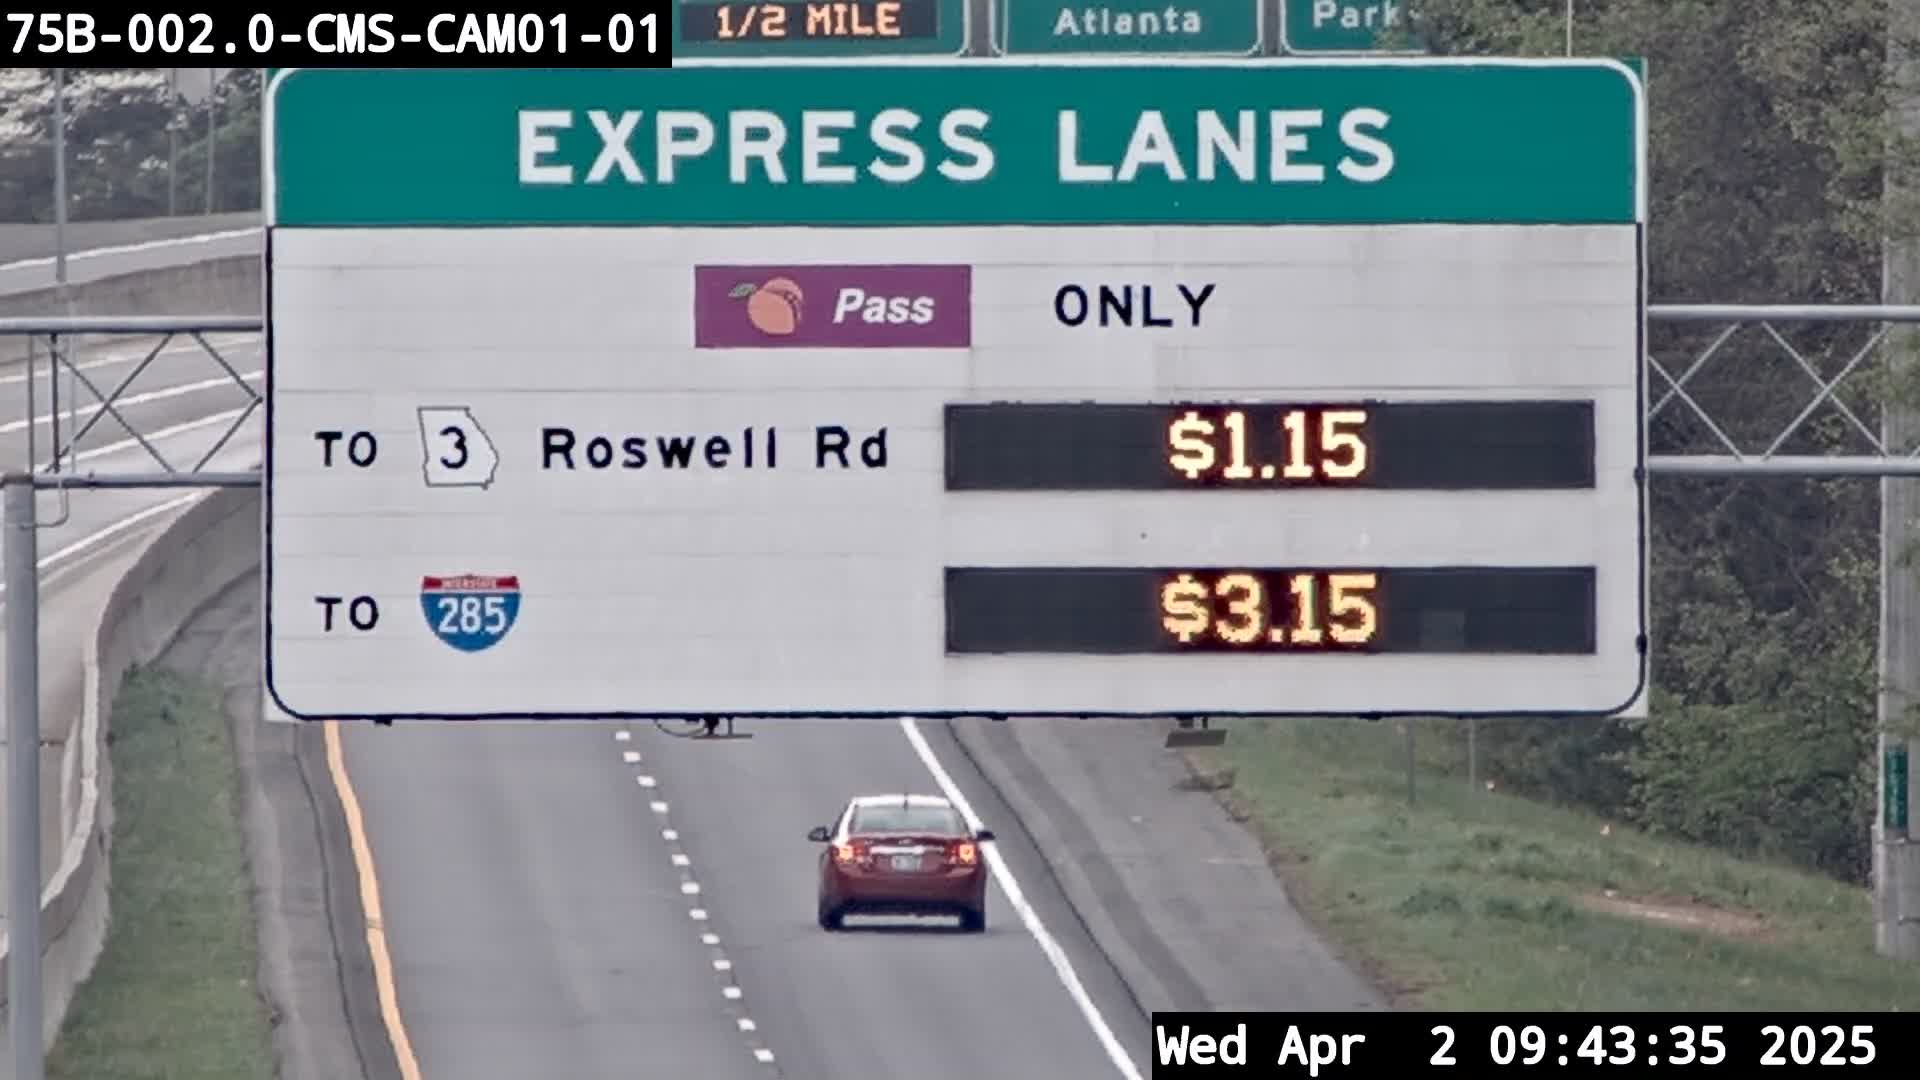 75B-002.0-CMS-CAM01-01
1/2 MILE
Atlanta
Park
EXPRESS LANES
Pass ONLY
TO 3 Roswell Rd $1.15
INTERSTATE
TO 285 $3.15
Wed Apr 2 09:43:35 2025